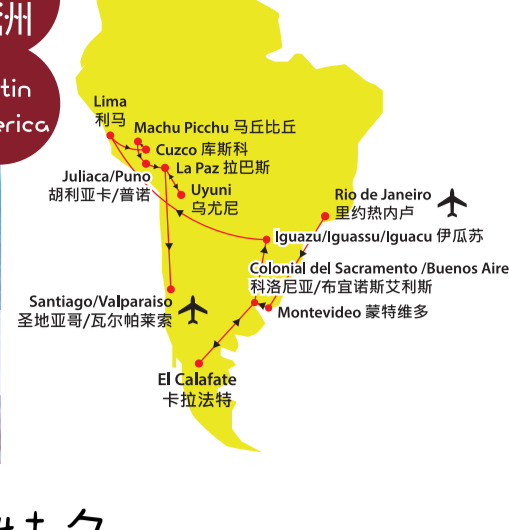 洲
tin
erica
Lima
利马
Machu Picchu 马丘比丘
Cuzco 库斯科
La Paz 拉巴斯
Juliaca/Puno
胡利亚卡/普诺
Uyuni
乌尤尼
Rio de Janeiro
里约热内卢
Iguazu/Iguassu/Iguacu 伊瓜苏
Colonial del Sacramento /Buenos Aire
科洛尼亚/布宜诺斯艾利斯
Montevideo 蒙特维多
Santiago/Valparaiso
圣地亚哥/瓦尔帕莱索
El Calafate
卡拉法特